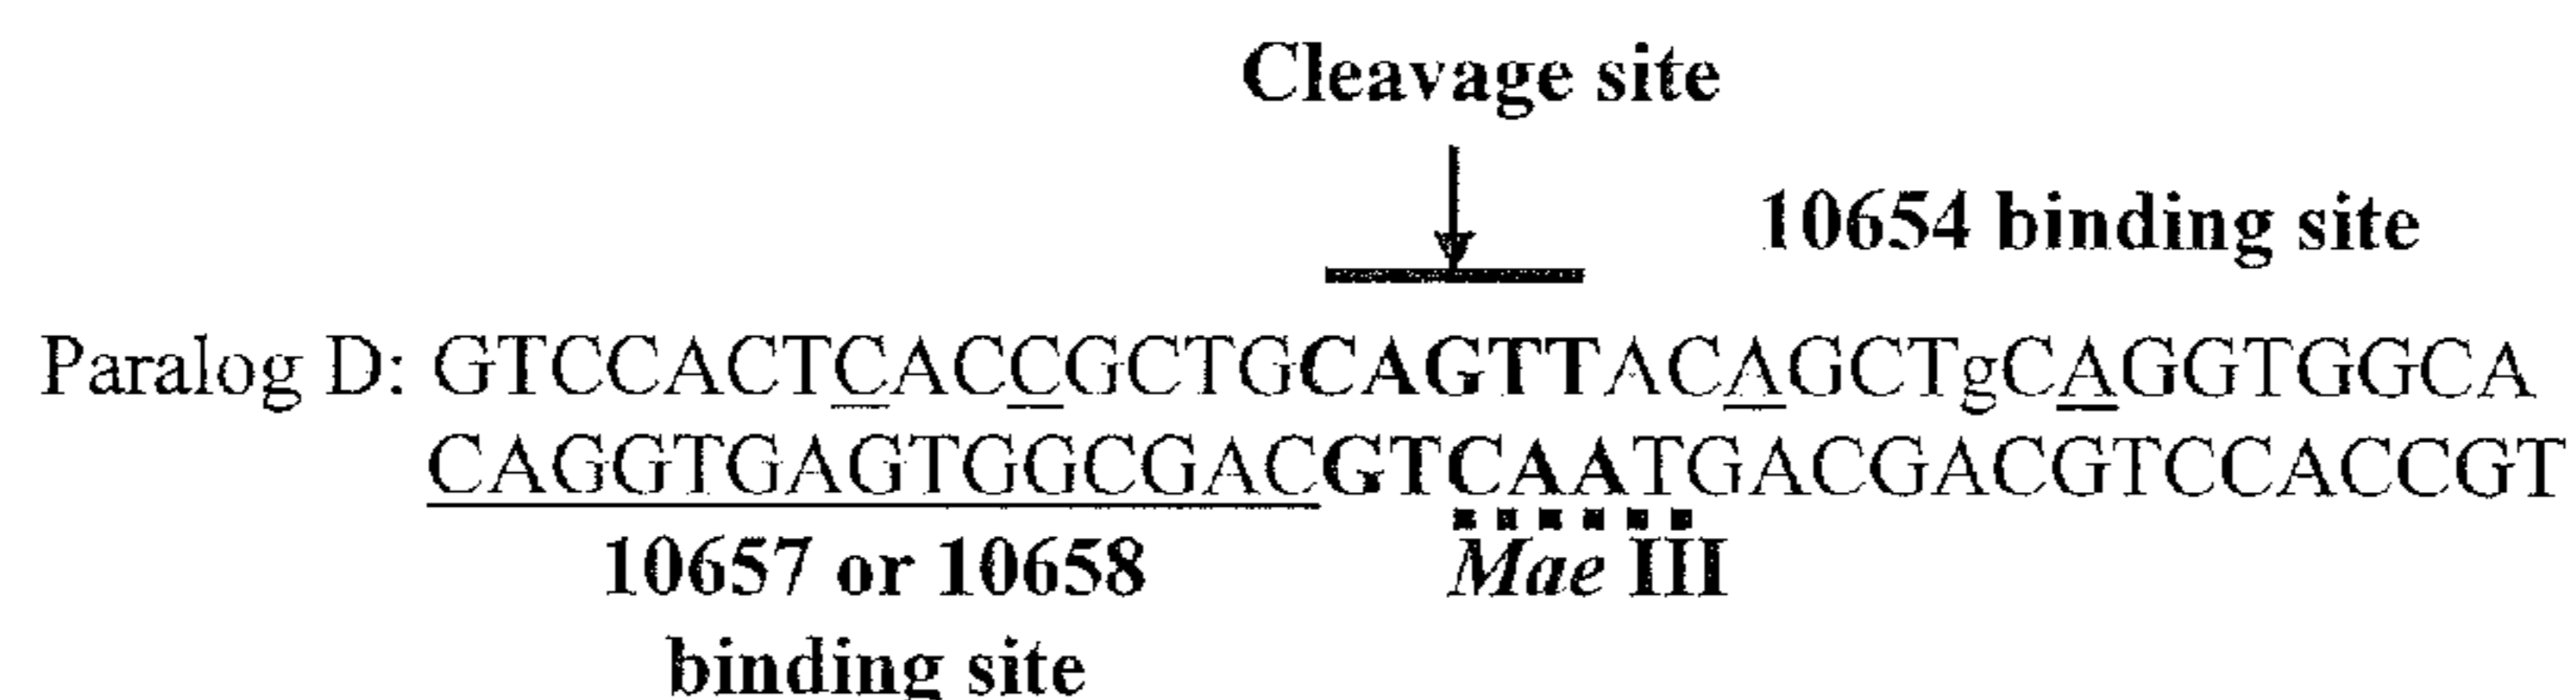 Cleavage site
10654 binding site
Paralog D: GTCCACTCACCGCTGCAGTTACAGCTgCAGGTGGCA
CAGGTGAGTGGCGACGTCAATGACGACGTCCACCGT
10657 or 10658 Mae III
binding site